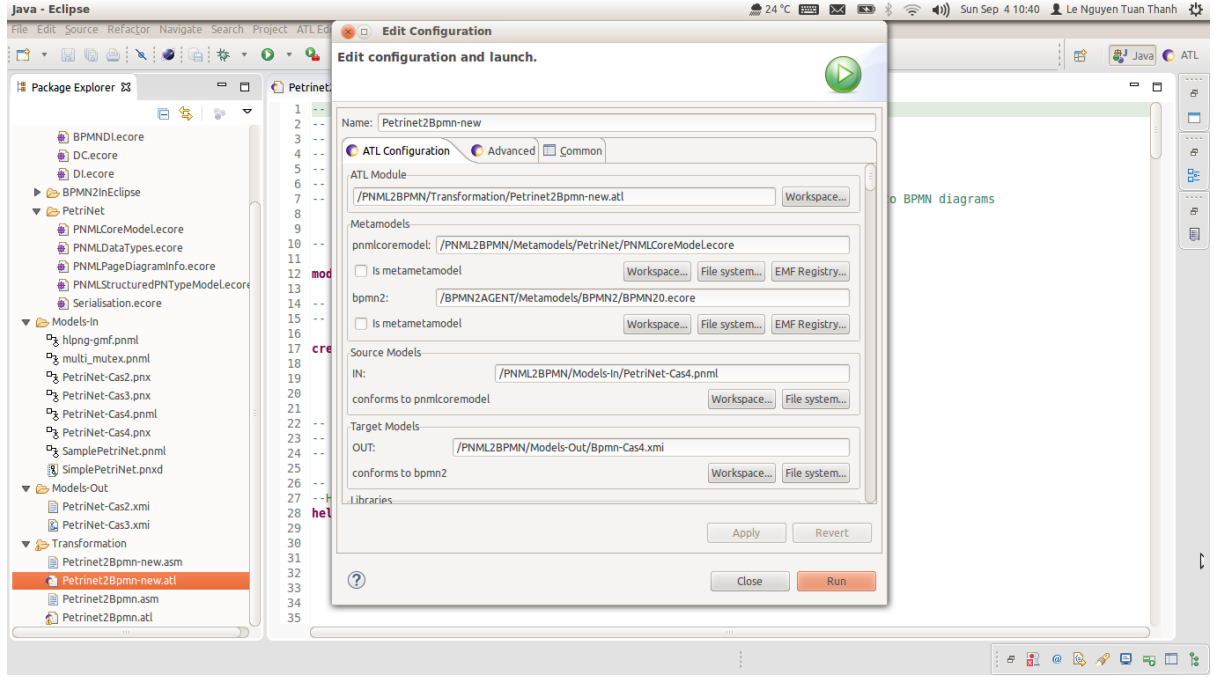 Java - Eclipse
24 °C
Sun Sep 4 10:40
Le Nguyen Tuan Thanh
File Edit Source Refactor Navigate Search Project ATL Edi
Java
ATL
Edit Configuration
Edit configuration and launch.
Name: Petrinet2Bpmn-new
ATL Configuration
Advanced
Common
ATL Module
/PNML2BPMN/Transformation/Petrinet2Bpmn-new.atl
Workspace...
Metamodels
pnmlcoremodel: /PNML2BPMN/Metamodels/PetriNet/PNMLCoreModel.ecore
Is metametamodel
Workspace... File system... EMF Registry...
bpmn2: /BPMN2AGENT/Metamodels/BPMN2/BPMN20.ecore
Is metametamodel
Workspace... File system... EMF Registry...
Source Models
IN: /PNML2BPMN/Models-In/PetriNet-Cas4.pnml
conforms to pnmlcoremodel
Workspace... File system...
Target Models
OUT: /PNML2BPMN/Models-Out/Bpmn-Cas4.xmi
conforms to bpmn2
Workspace... File system...
Libraries
Apply Revert
Close Run
Package Explorer
BPMNDI.ecore
DC.ecore
DI.ecore
BPMN2InEclipse
PetriNet
PNMLCoreModel.ecore
PNMLDataTypes.ecore
PNMLPageDiagramInfo.ecore
PNMLStructuredPNTypeModel.ecore
Serialisation.ecore
Models-In
hlpng-gmf.pnml
multi_mutex.pnml
PetriNet-Cas2.pnx
PetriNet-Cas3.pnx
PetriNet-Cas4.pnml
PetriNet-Cas4.pnx
SamplePetriNet.pnml
SimplePetriNet.pnxd
Models-Out
PetriNet-Cas2.xmi
PetriNet-Cas3.xmi
Transformation
Petrinet2Bpmn-new.asm
Petrinet2Bpmn-new.atl
Petrinet2Bpmn.asm
Petrinet2Bpmn.atl
Petrinet
1 --
2 --
3 --
4 --
5 --
6 --
7 -- o BPMN diagrams
8
9
10 --
11
12 mod
13
14 --
15 --
16
17 cre
18
19
20
21
22 --
23 --
24 --
25
26 --
27 --H
28 hel
29
30
31
32
33
34
35